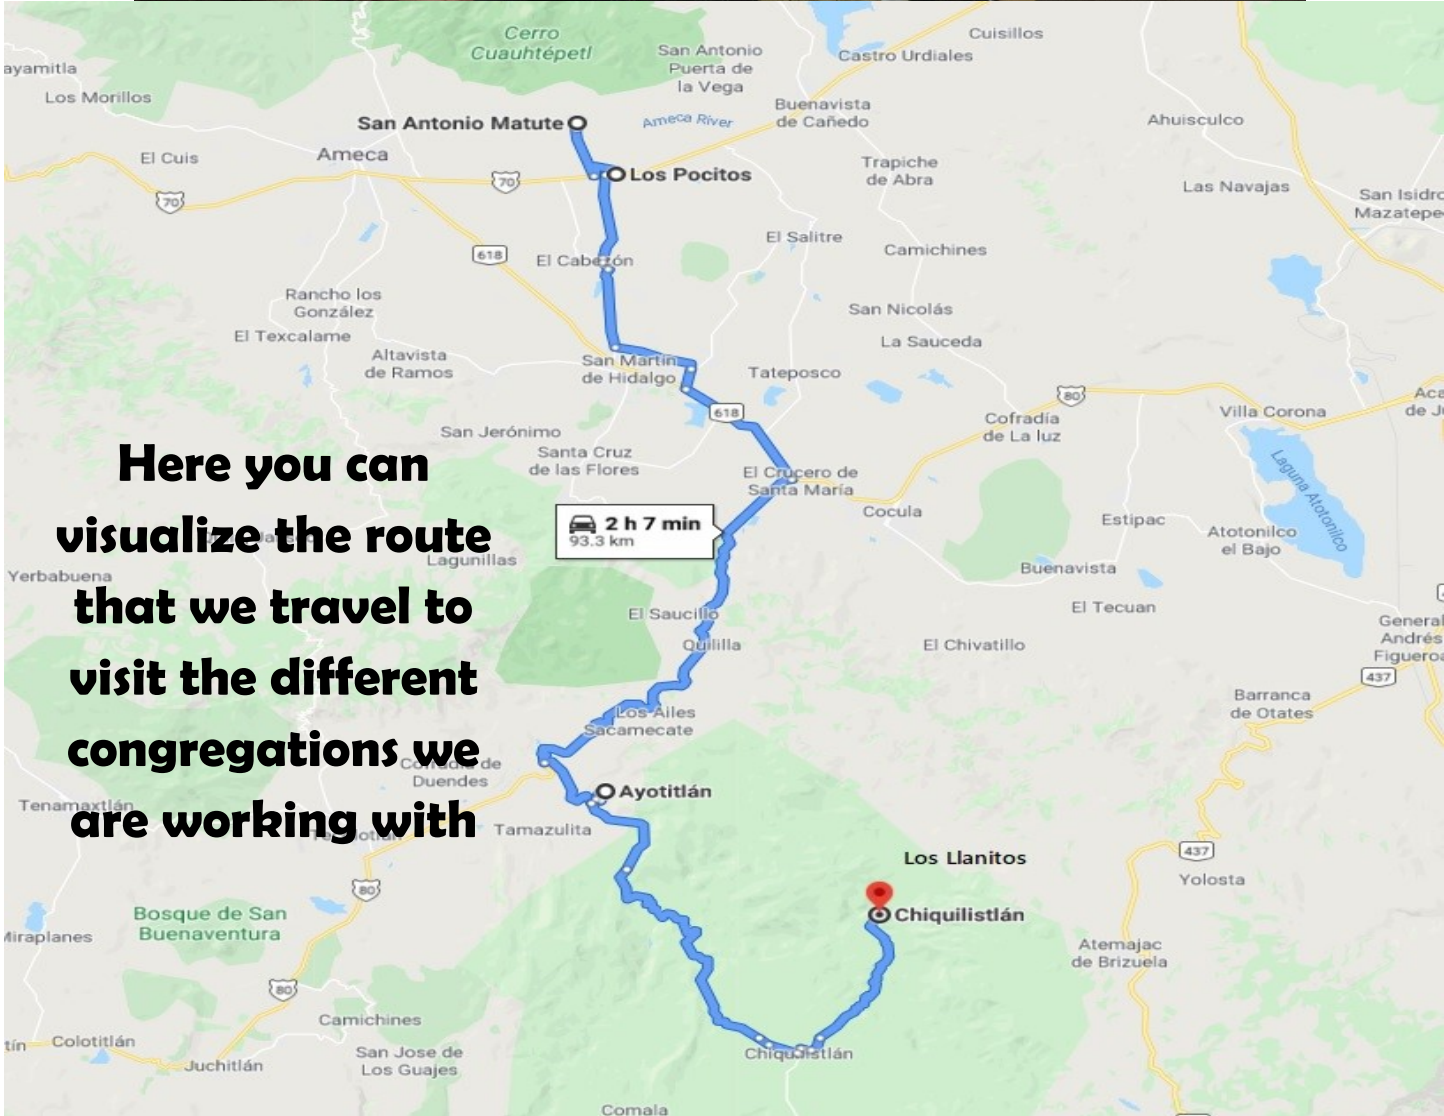 Cerro
Cuauhtépetl
Cuisillos
San Antonio
Puerta de
la Vega
Castro Urdiales
ayamitla
Los Morillos
Buenavista
de Cañedo
San Antonio Matute
Ameca River
Ahuisculco
El Cuis
Ameca
Trapiche
de Abra
70
Los Pocitos
Las Navajas
70
San Isidro
Mazatepe
El Salitre
618
El Cabezón
Camichines
Rancho los
González
San Nicolás
El Texcalame
La Sauceda
Altavista
de Ramos
San Martín
de Hidalgo
Tateposco
80
Aca
de J
618
Villa Corona
Cofradía
de La luz
San Jerónimo
Santa Cruz
de las Flores
Laguna Atotonilco
El Crucero de
Santa María
Cocula
2 h 7 min
93.3 km
Estipac
Atotonilco
el Bajo
Here you can
visualize the route
that we travel to
visit the different
congregations we
are working with
Lagunillas
Yerbabuena
Buenavista
El Tecuan
El Saucillo
Quililla
El Chivatillo
General
Andrés
Figueroa
437
Barranca
de Otates
Los Ailes
Sacamecate
Cofradía de
Duendes
Ayotitlán
Tenamaxtlán
Tamazulita
437
Los Llanitos
Yolosta
80
Chiquilistlán
Bosque de San
Buenaventura
Miraplanes
Atemajac
de Brizuela
80
Camichines
tín
Colotitlán
Juchitlán
San Jose de
Los Guajes
Chiquilistlán
Comala